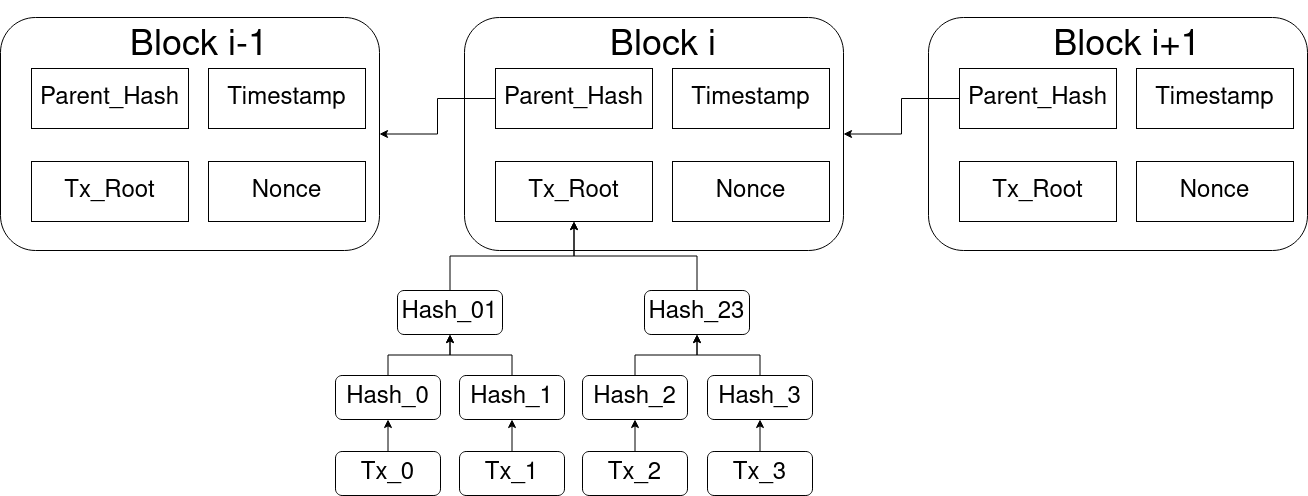 Block i-1
Block i
Block i+1
Parent_Hash
Timestamp
Parent_Hash
Timestamp
Parent_Hash
Timestamp
Tx_Root
Nonce
Tx_Root
Nonce
Tx_Root
Nonce
Hash_01
Hash_23
Hash_0
Hash_1
Hash_2
Hash_3
Tx_0
Tx_1
Tx_2
Tx_3